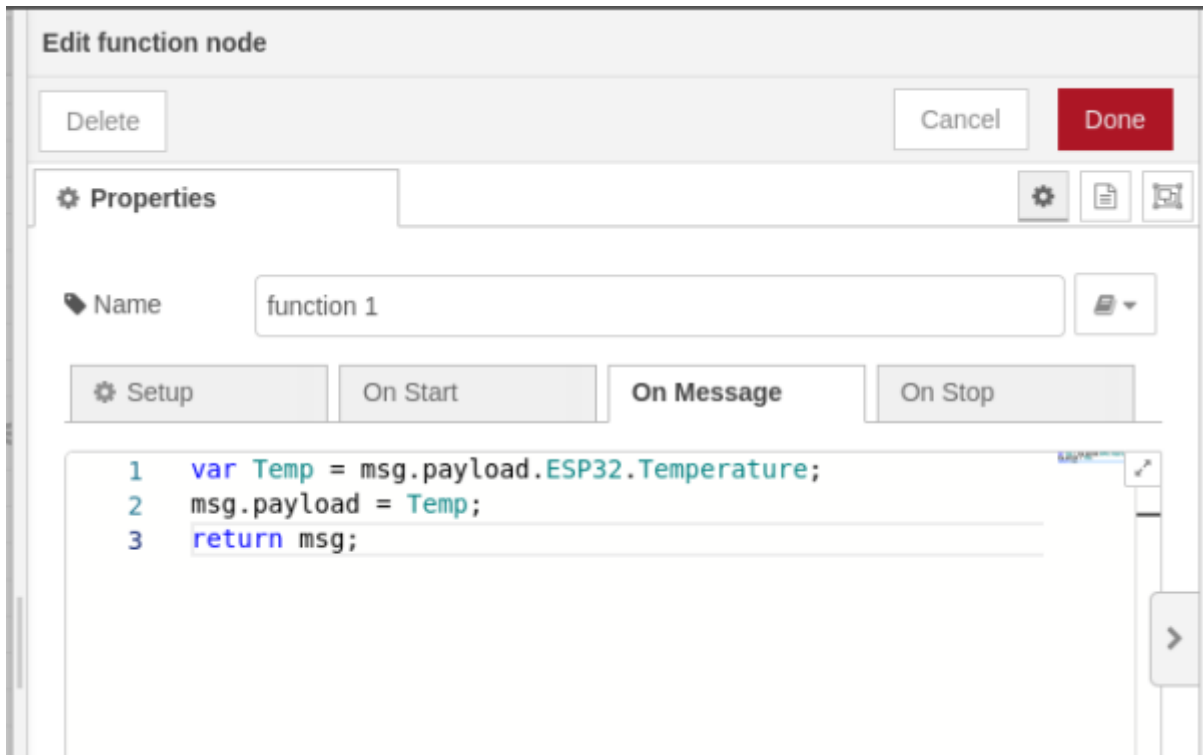 Edit function node
Delete Cancel Done
Properties
Name function 1
Setup On Start On Message On Stop
1 var Temp = msg.payload.ESP32.Temperature;
2 msg.payload = Temp;
3 return msg;